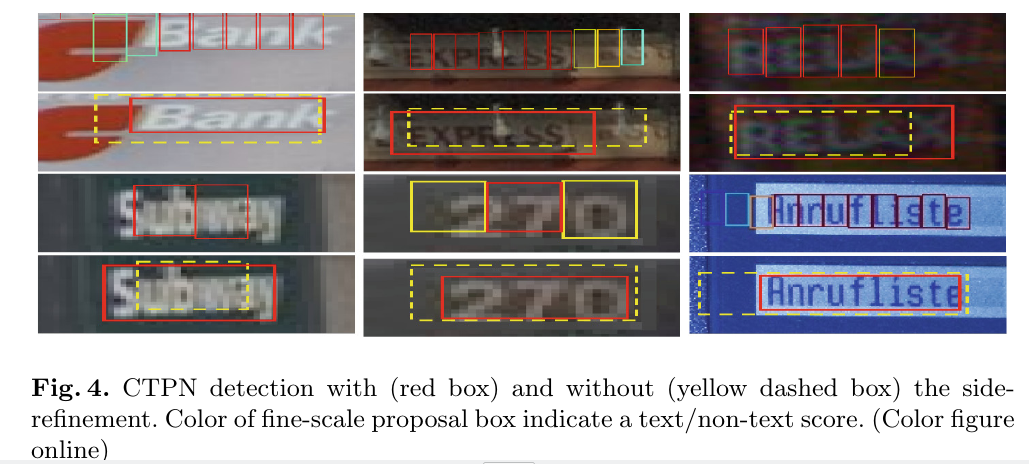 Bank
EXPRESS
RELAX
Bank
EXPRESS
RELAX
Subway
270
Anrufliste
Subway
270
Anrufliste
Fig. 4. CTPN detection with (red box) and without (yellow dashed box) the side-
refinement. Color of fine-scale proposal box indicate a text/non-text score. (Color figure
online)